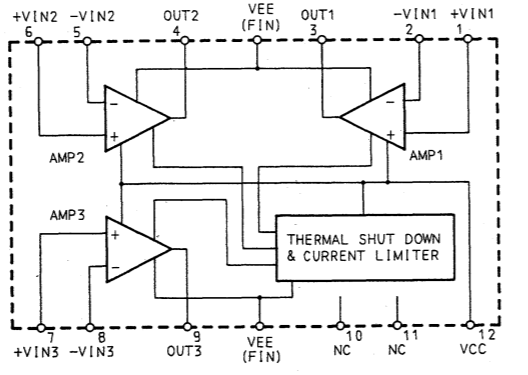 +VIN2 -VIN2 OUT2 VEE OUT1 -VIN1 +VIN1
(FIN)
6 5 4 3 2 1
- -
+ +
AMP2 AMP1
AMP3
+
-
THERMAL SHUT DOWN
& CURRENT LIMITER
7 8 9 10 11 12
+VIN3 -VIN3 OUT3 VEE NC NC VCC
(FIN)